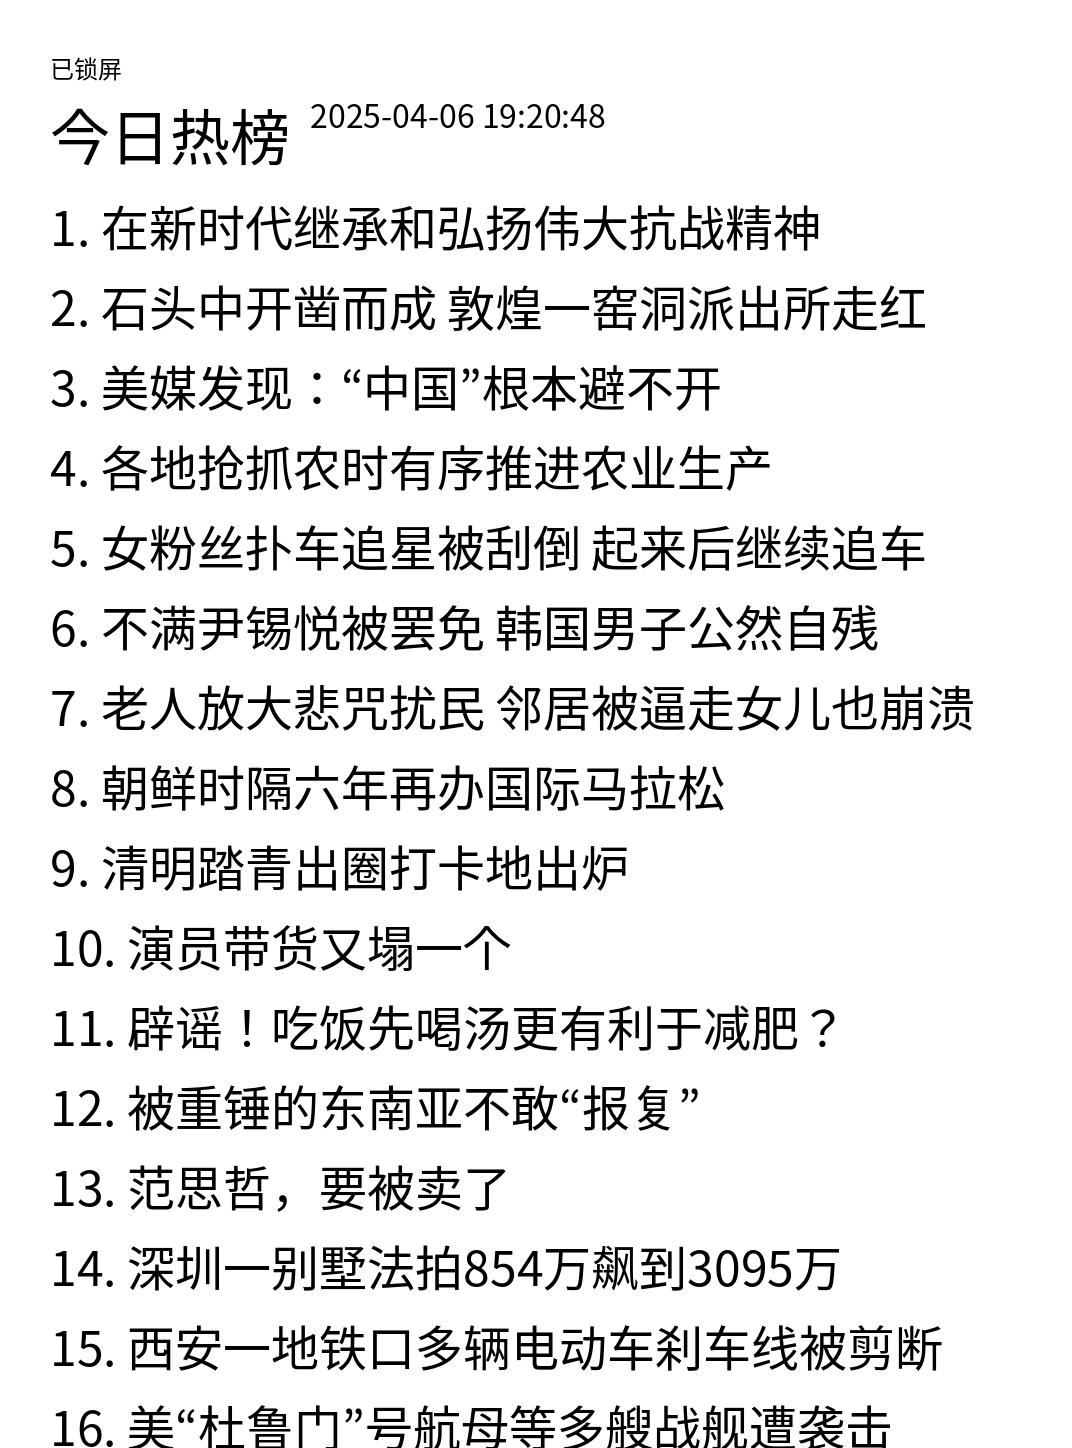 已锁屏
今日热榜 2025-04-06 19:20:48
1. 在新时代继承和弘扬伟大抗战精神
2. 石头中开凿而成 敦煌一窑洞派出所走红
3. 美媒发现：“中国”根本避不开
4. 各地抢抓农时有序推进农业生产
5. 女粉丝扑车追星被刮倒 起来后继续追车
6. 不满尹锡悦被罢免 韩国男子公然自残
7. 老人放大悲咒扰民 邻居被逼走女儿也崩溃
8. 朝鲜时隔六年再办国际马拉松
9. 清明踏青出圈打卡地出炉
10. 演员带货又塌一个
11. 辟谣！吃饭先喝汤更有利于减肥？
12. 被重锤的东南亚不敢“报复”
13. 范思哲，要被卖了
14. 深圳一别墅法拍854万飙到3095万
15. 西安一地铁口多辆电动车刹车线被剪断
16. 美“杜鲁门”号航母等多艘战舰遭袭击